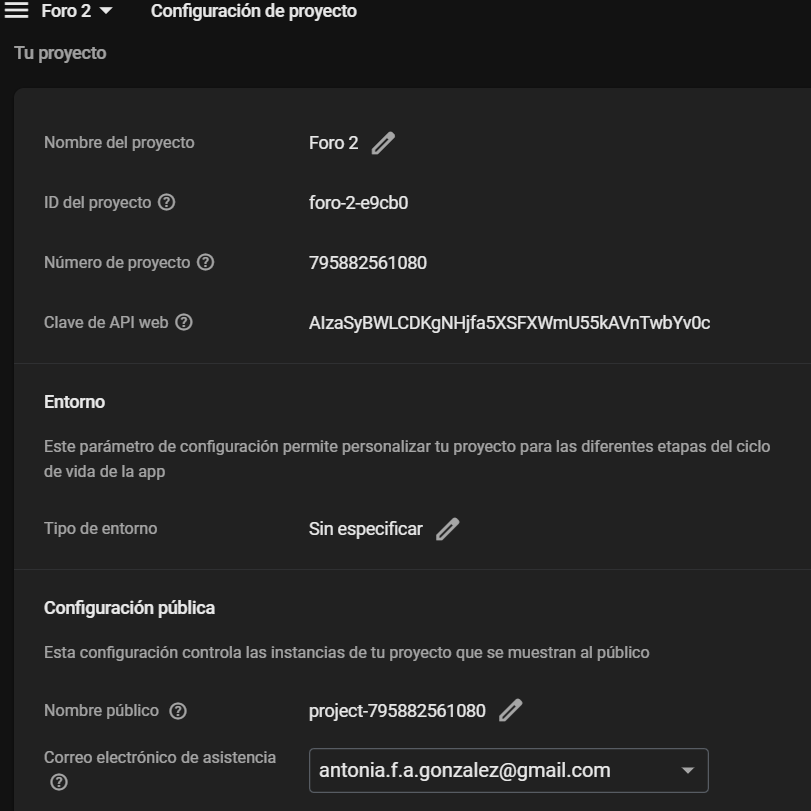 Foro 2 Configuración de proyecto
Tu proyecto
Nombre del proyecto Foro 2
ID del proyecto foro-2-e9cb0
Número de proyecto 795882561080
Clave de API web AIzaSyBWLCDKgNHjfa5XSFXWmU55kAVnTwbYv0c
Entorno
Este parámetro de configuración permite personalizar tu proyecto para las diferentes etapas del ciclo
de vida de la app
Tipo de entorno Sin especificar
Configuración pública
Esta configuración controla las instancias de tu proyecto que se muestran al público
Nombre público project-795882561080
Correo electrónico de asistencia antonia.f.a.gonzalez@gmail.com